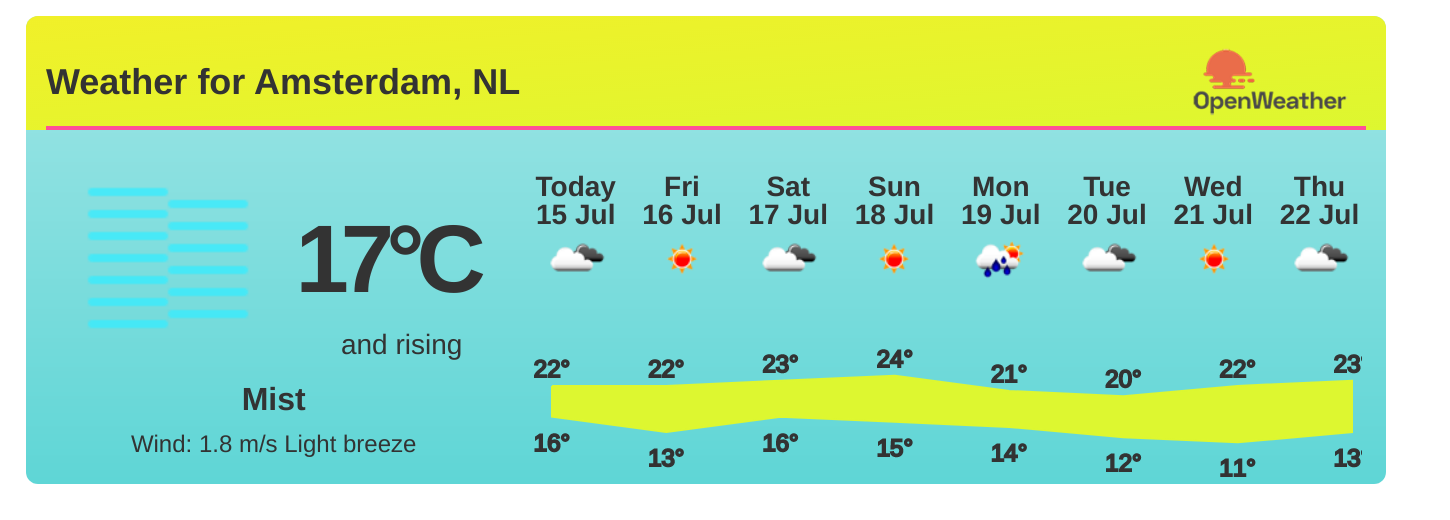 Weather for Amsterdam, NL
OpenWeather
17°C
and rising
Mist
Wind: 1.8 m/s Light breeze
Today Fri Sat Sun Mon Tue Wed Thu
15 Jul 16 Jul 17 Jul 18 Jul 19 Jul 20 Jul 21 Jul 22 Jul
22° 22° 23° 24° 21° 20° 22° 23°
16° 13° 16° 15° 14° 12° 11° 13°